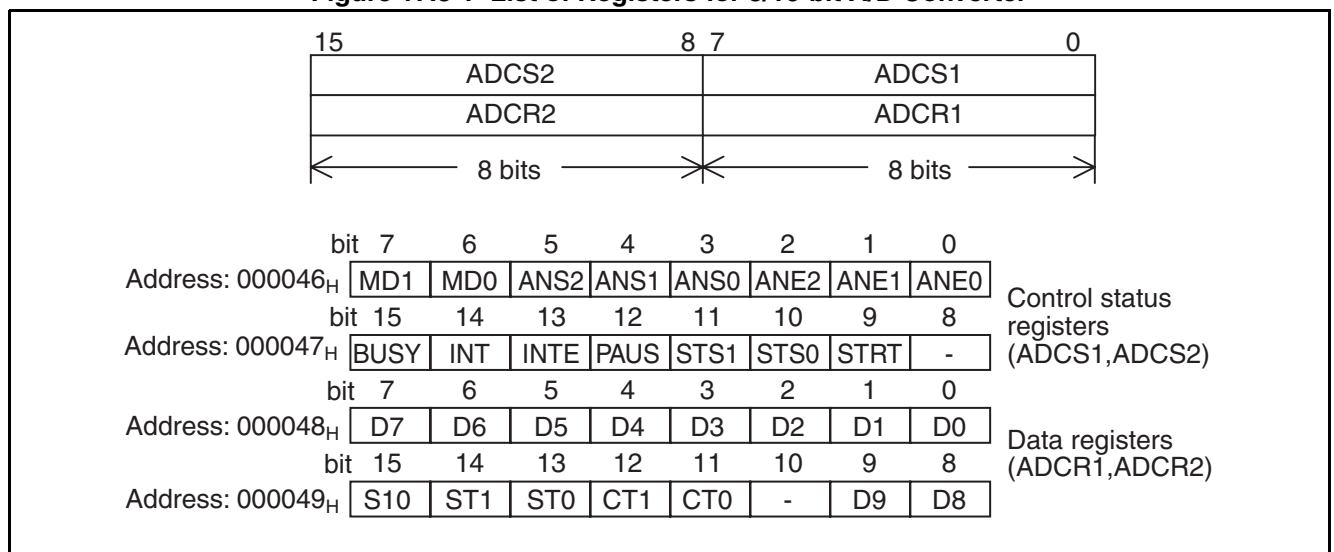 15 8 7 0
ADCS2 ADCS1
ADCR2 ADCR1
8 bits 8 bits
bit 7 6 5 4 3 2 1 0
Address: 000046H MD1 MD0 ANS2 ANS1 ANS0 ANE2 ANE1 ANE0
bit 15 14 13 12 11 10 9 8
Address: 000047H BUSY INT INTE PAUS STS1 STS0 STRT -
Control status
registers
(ADCS1,ADCS2)
bit 7 6 5 4 3 2 1 0
Address: 000048H D7 D6 D5 D4 D3 D2 D1 D0
bit 15 14 13 12 11 10 9 8
Address: 000049H S10 ST1 ST0 CT1 CT0 - D9 D8
Data registers
(ADCR1,ADCR2)